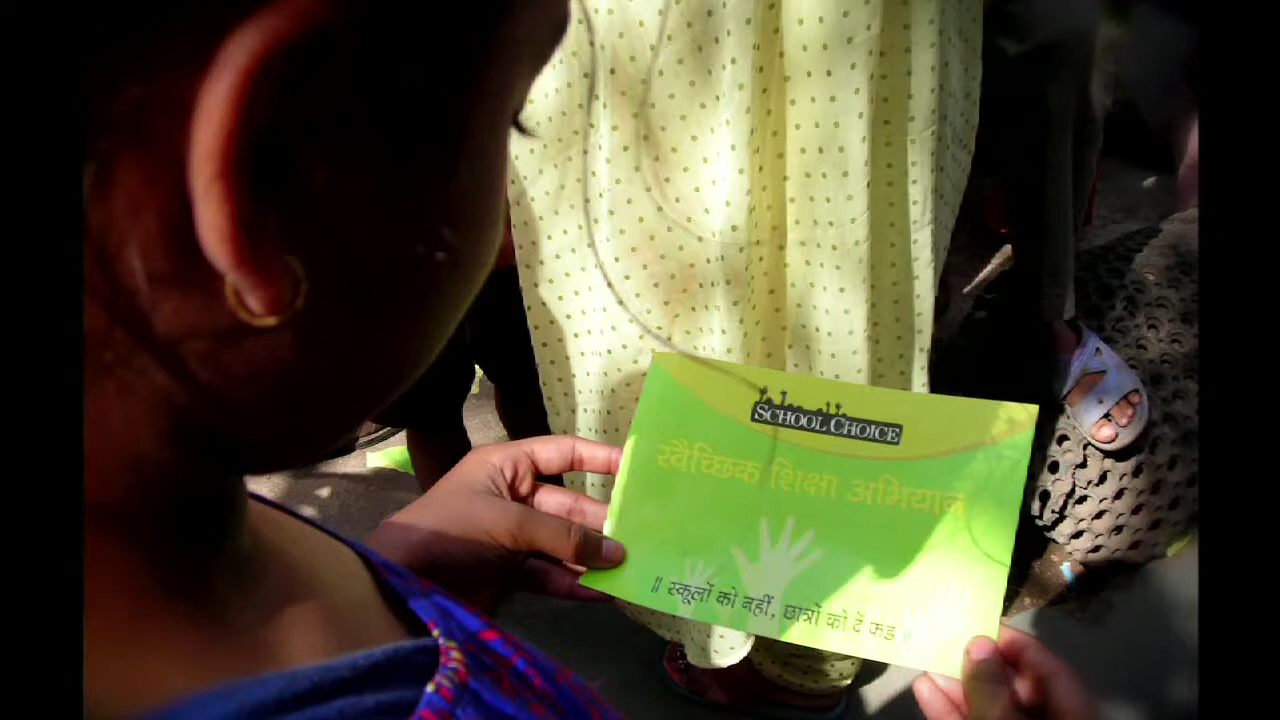 SCHOOL CHOICE
स्वैच्छिक शिक्षा अभियान
॥ स्कूलों को नहीं, छात्रों को दें फंड ॥